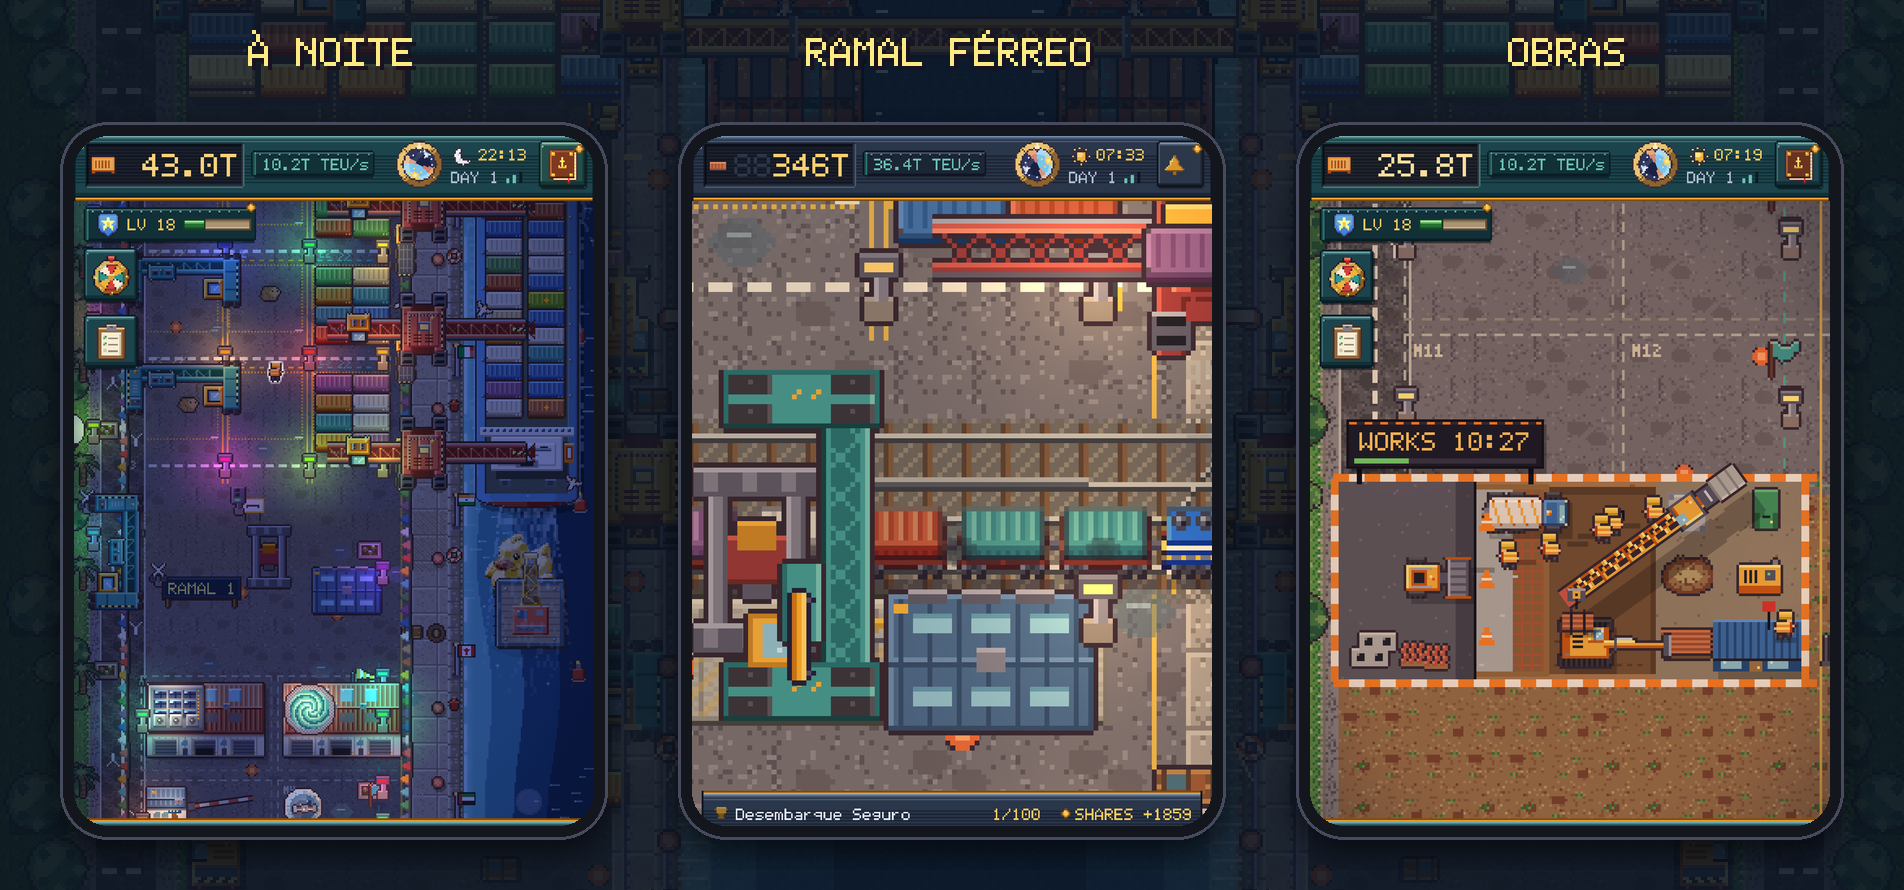 À NOITE
RAMAL FÉRREO
OBRAS
43.0T
10.2T TEU/s
22:13
DAY 1
LV 18
RAMAL 1
346T
36.4T TEU/s
07:33
DAY 1
Desembarque Seguro
1/100
SHARES +1859
25.8T
10.2T TEU/s
07:19
DAY 1
LV 18
M11
M12
WORKS 10:27